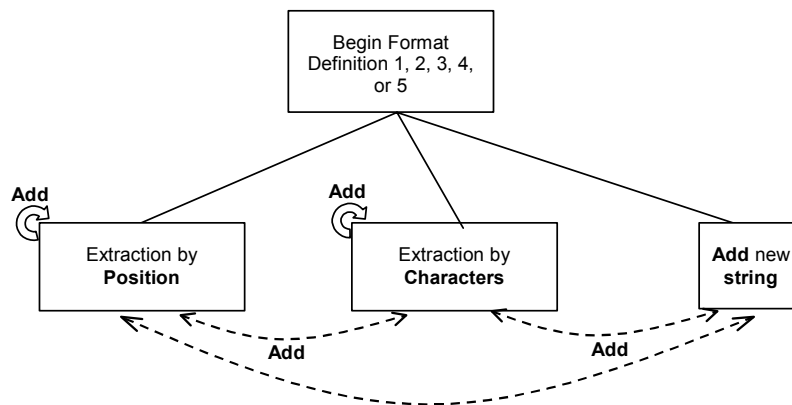 Begin Format
Definition 1, 2, 3, 4,
or 5
Add
Add
Extraction by
Position
Extraction by
Characters
Add new
string
Add
Add